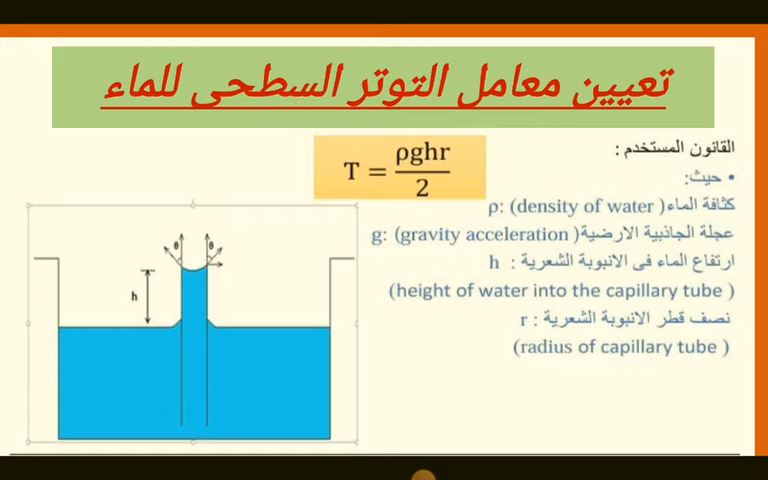 تعيين معامل التوتر السطحى للماء
القانون المستخدم :
T = ρghr / 2
• حيث:
كثافة الماء( density of water) :ρ
عجلة الجاذبية الارضية( gravity acceleration) :g
ارتفاع الماء فى الانبوبة الشعرية : h
(height of water into the capillary tube )
نصف قطر الانبوبة الشعرية : r
(radius of capillary tube )
θ θ
h